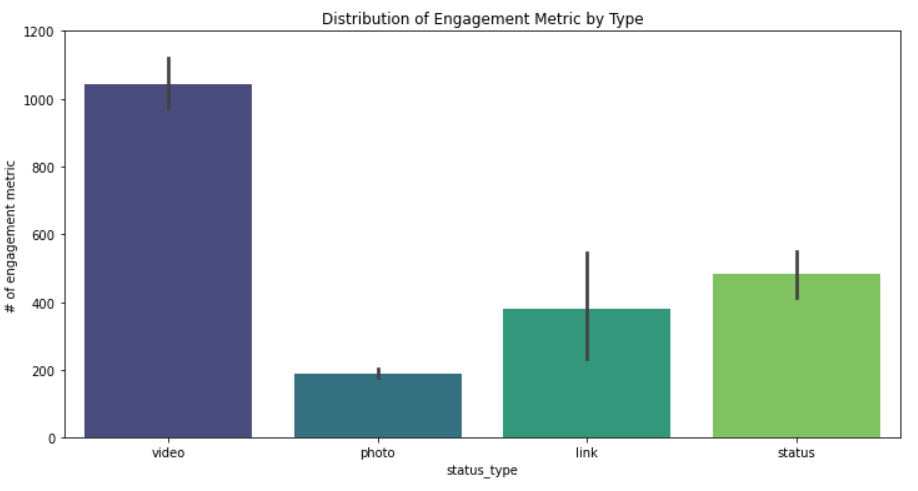 Distribution of Engagement Metric by Type
# of engagement metric
1200
1000
800
600
400
200
0
video photo link status
status_type